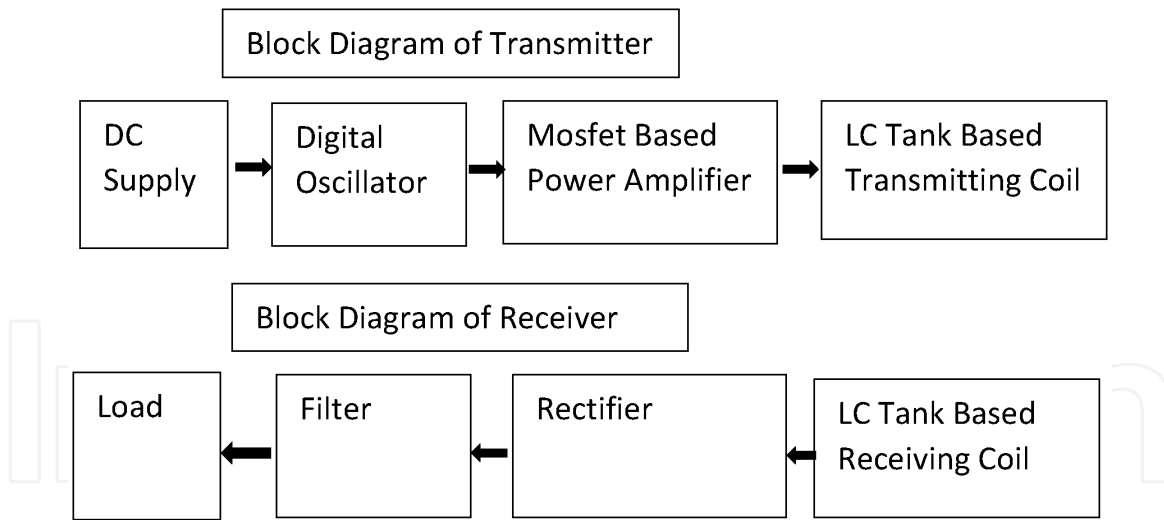 Block Diagram of Transmitter
DC
Supply
Digital
Oscillator
Mosfet Based
Power Amplifier
LC Tank Based
Transmitting Coil
Block Diagram of Receiver
Load
Filter
Rectifier
LC Tank Based
Receiving Coil